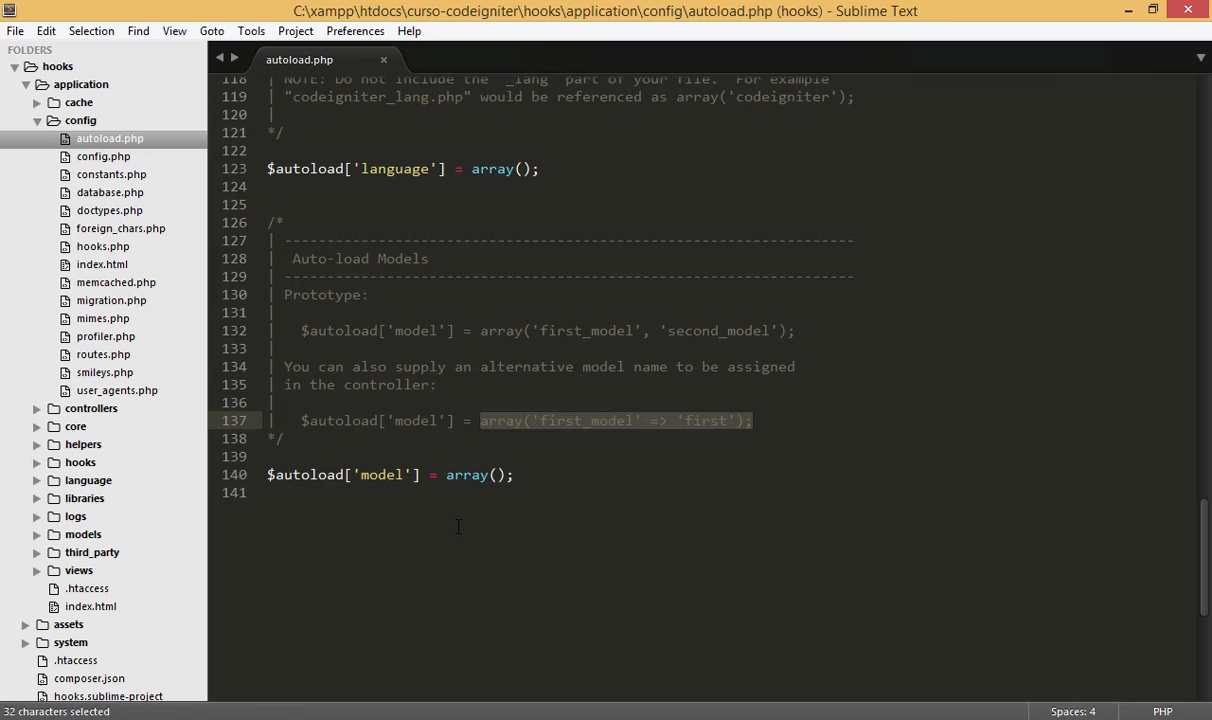 C:\xampp\htdocs\curso-codeigniter\hooks\application\config\autoload.php (hooks) - Sublime Text
File Edit Selection Find View Goto Tools Project Preferences Help
FOLDERS
hooks
application
cache
config
autoload.php
config.php
constants.php
database.php
doctypes.php
foreign_chars.php
hooks.php
index.html
memcached.php
migration.php
mimes.php
profiler.php
routes.php
smileys.php
user_agents.php
controllers
core
helpers
hooks
language
libraries
logs
models
third_party
views
.htaccess
index.html
assets
system
.htaccess
composer.json
hooks.sublime-project
autoload.php
118 | NOTE: Do not include the "_lang" part of your file.  For example
119 | "codeigniter_lang.php" would be referenced as array('codeigniter');
120 |
121 */
122
123 $autoload['language'] = array();
124
125
126 /*
127 | -------------------------------------------------------------------
128 |  Auto-load Models
129 | -------------------------------------------------------------------
130 | Prototype:
131 |
132 |   $autoload['model'] = array('first_model', 'second_model');
133 |
134 | You can also supply an alternative model name to be assigned
135 | in the controller:
136 |
137 |   $autoload['model'] = array('first_model' => 'first');
138 */
139
140 $autoload['model'] = array();
141
32 characters selected Spaces: 4 PHP